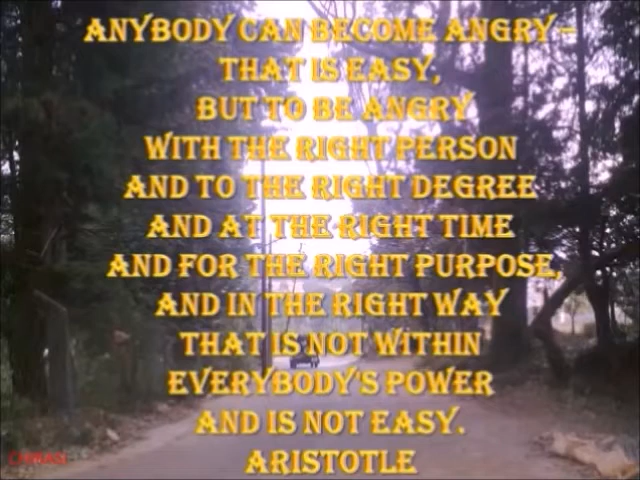 ANYBODY CAN BECOME ANGRY –
THAT IS EASY,
BUT TO BE ANGRY
WITH THE RIGHT PERSON
AND TO THE RIGHT DEGREE
AND AT THE RIGHT TIME
AND FOR THE RIGHT PURPOSE,
AND IN THE RIGHT WAY
THAT IS NOT WITHIN
EVERYBODY'S POWER
AND IS NOT EASY.
ARISTOTLE